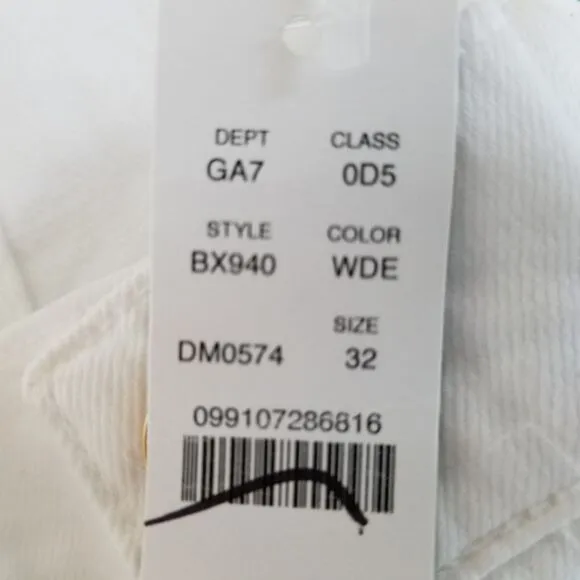 DEPT CLASS
GA7 0D5
STYLE COLOR
BX940 WDE
SIZE
DM0574 32
099107286816